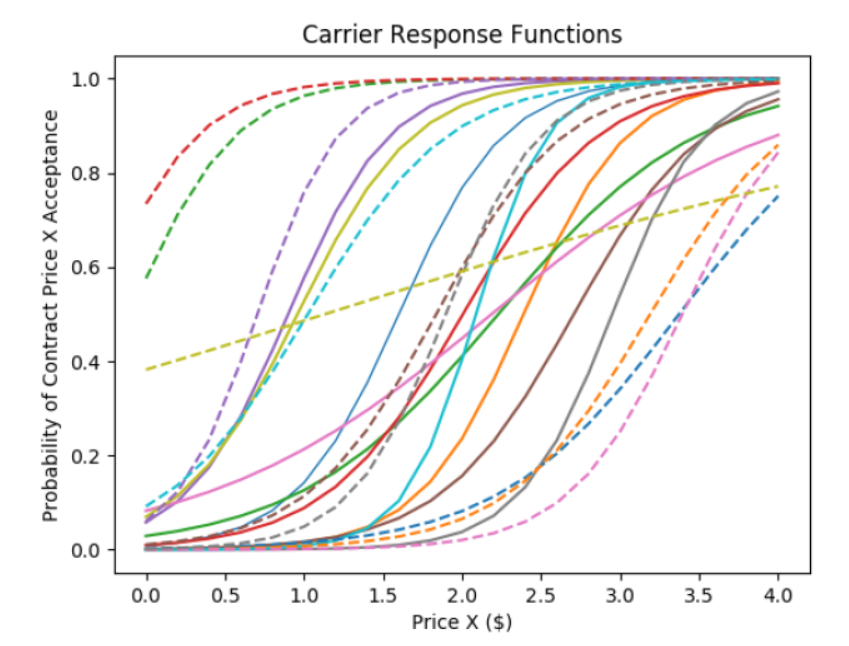 Carrier Response Functions
Probability of Contract Price X Acceptance
1.0
0.8
0.6
0.4
0.2
0.0
0.0 0.5 1.0 1.5 2.0 2.5 3.0 3.5 4.0
Price X ($)